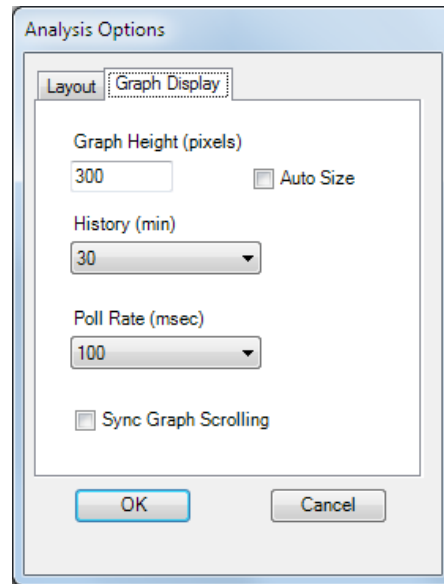 Analysis Options
Layout
Graph Display
Graph Height (pixels)
300
Auto Size
History (min)
30
Poll Rate (msec)
100
Sync Graph Scrolling
OK
Cancel